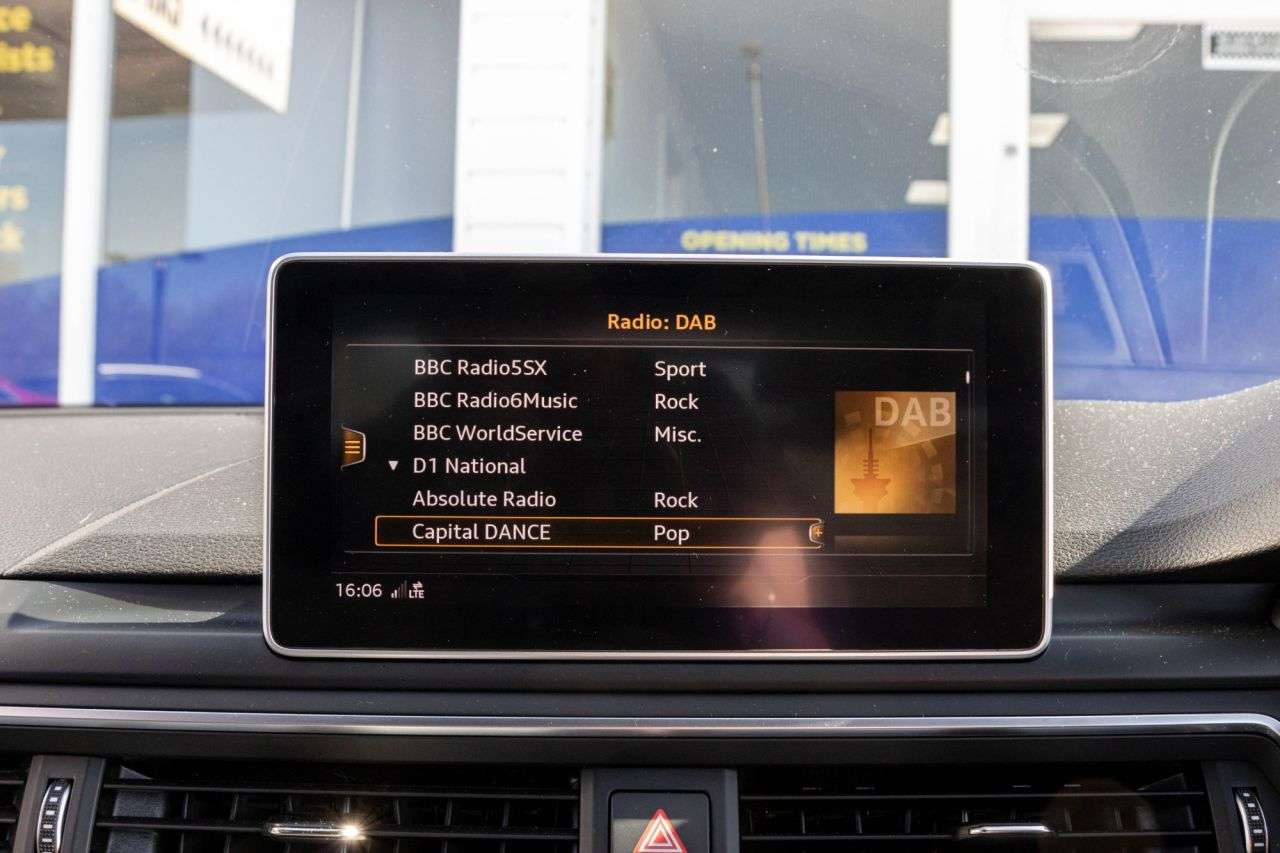 ists
OPENING TIMES
Radio: DAB
BBC Radio5SX Sport
BBC Radio6Music Rock
BBC WorldService Misc.
▼ D1 National
Absolute Radio Rock
Capital DANCE Pop
DAB
16:06 LTE